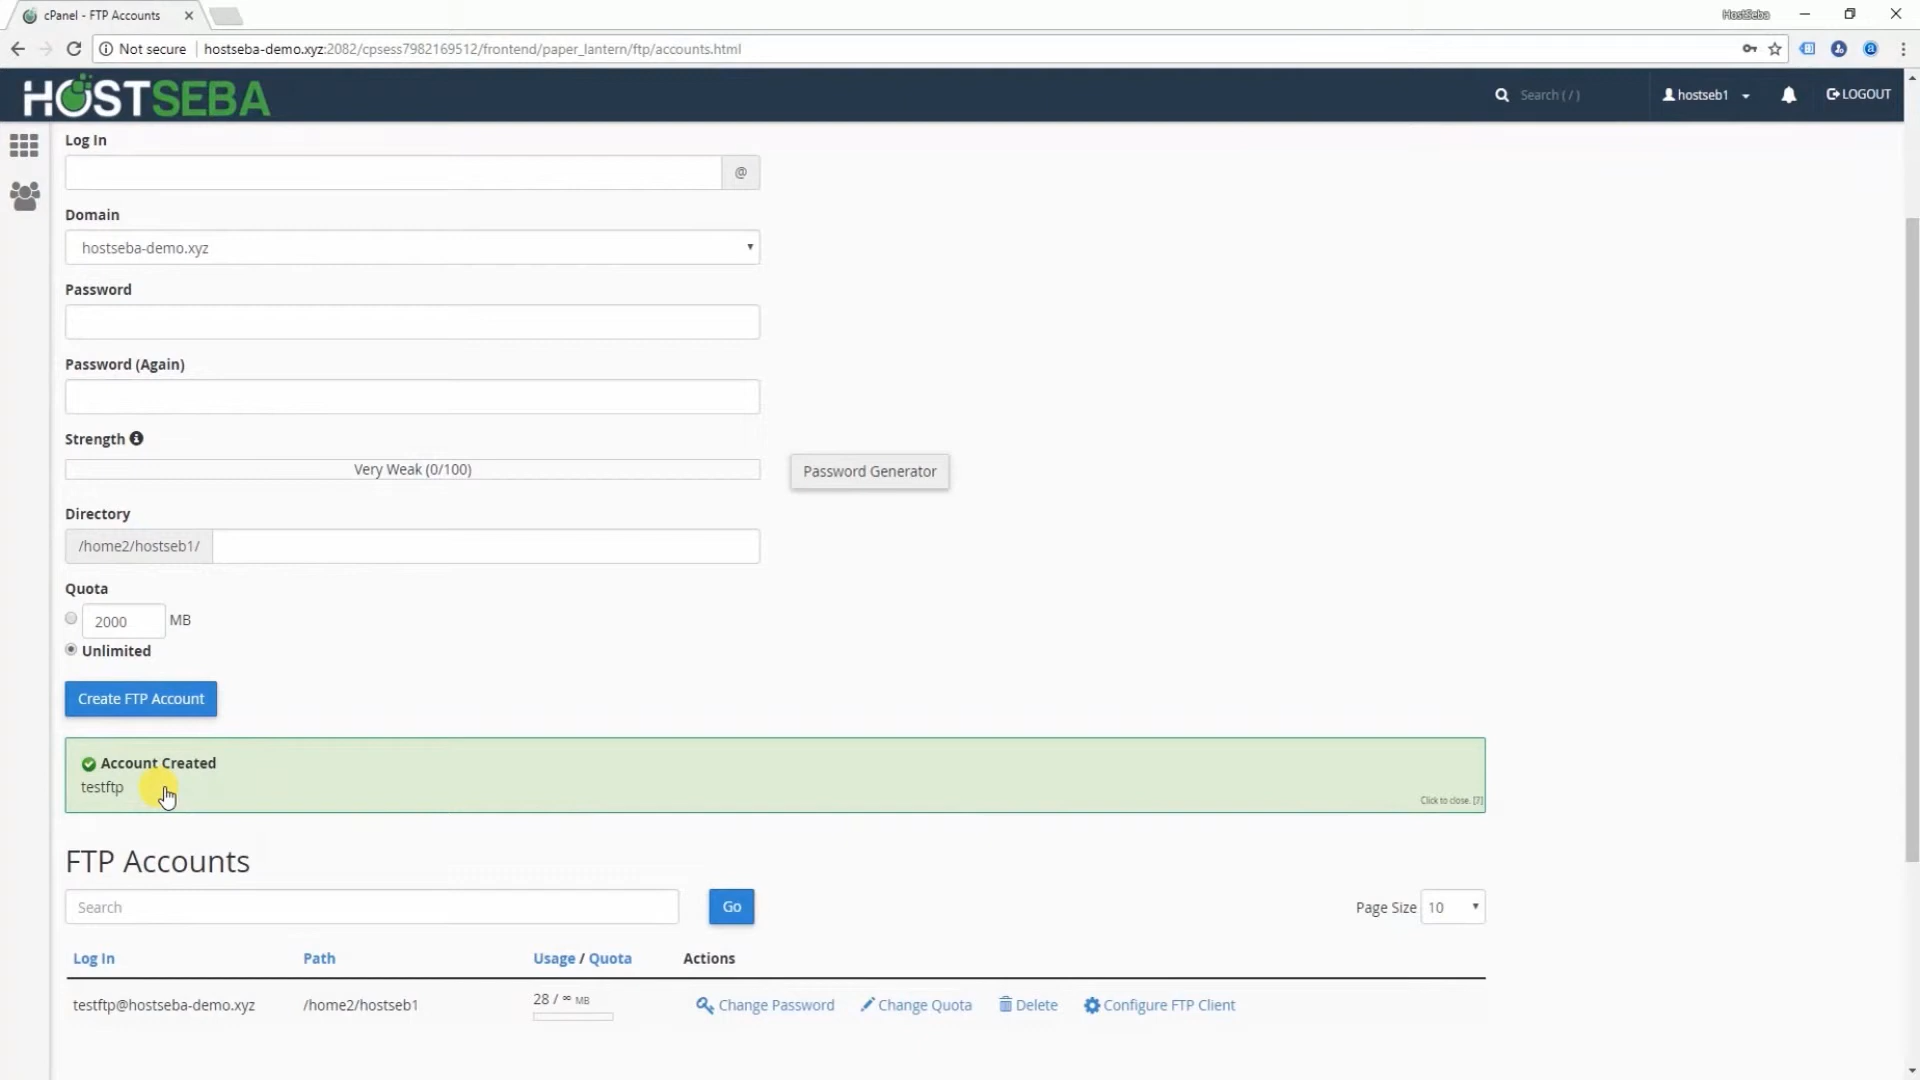 cPanel - FTP Accounts
HostSeba
Not secure hostseba-demo.xyz:2082/cpsess7982169512/frontend/paper_lantern/ftp/accounts.html
HOSTSEBA
Search ( / )
hostseb1
LOGOUT
Log In
@
Domain
hostseba-demo.xyz
Password
Password (Again)
Strength
Very Weak (0/100)
Password Generator
Directory
/home2/hostseb1/
Quota
2000 MB
Unlimited
Create FTP Account
Account Created
testftp
Click to close. [7]
FTP Accounts
Search Go Page Size 10
Log In Path Usage / Quota Actions
testftp@hostseba-demo.xyz /home2/hostseb1 28 / ∞ MB Change Password Change Quota Delete Configure FTP Client